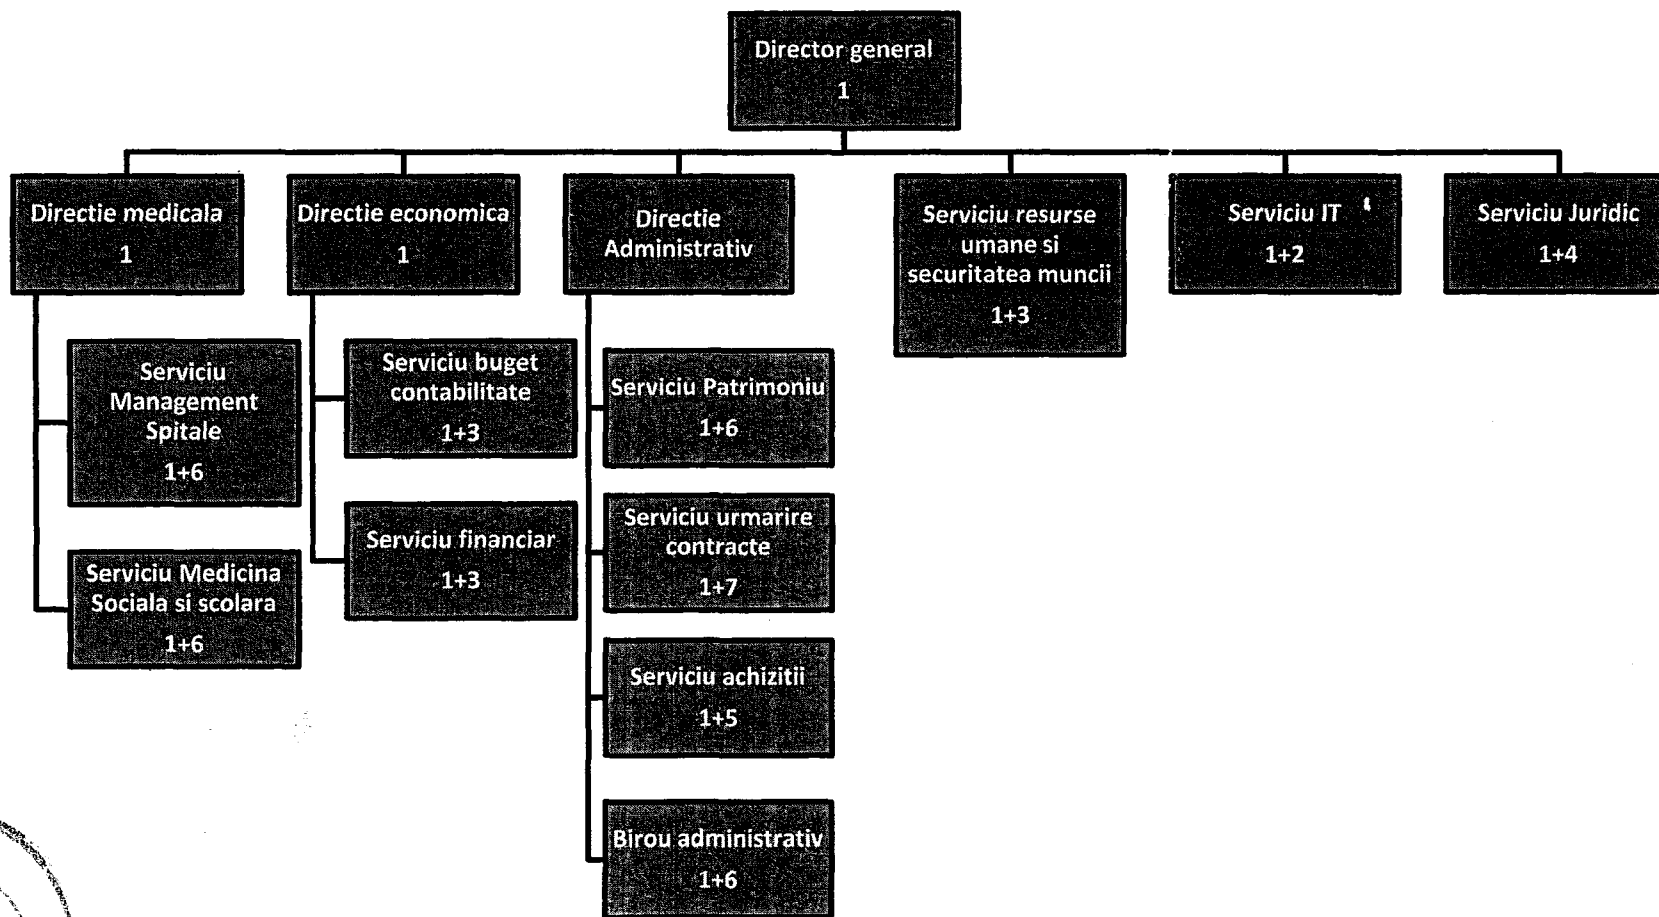 Director general
1
Directie medicala
1
Directie economica
1
Directie
Administrativ
Serviciu resurse
umane si
securitatea muncii
1+3
Serviciu IT
1+2
Serviciu Juridic
1+4
Serviciu
Management
Spitale
1+6
Serviciu Medicina
Sociala si scolara
1+6
Serviciu buget
contabilitate
1+3
Serviciu financiar
1+3
Serviciu Patrimoniu
1+6
Serviciu urmarire
contracte
1+7
Serviciu achizitii
1+5
Birou administrativ
1+6